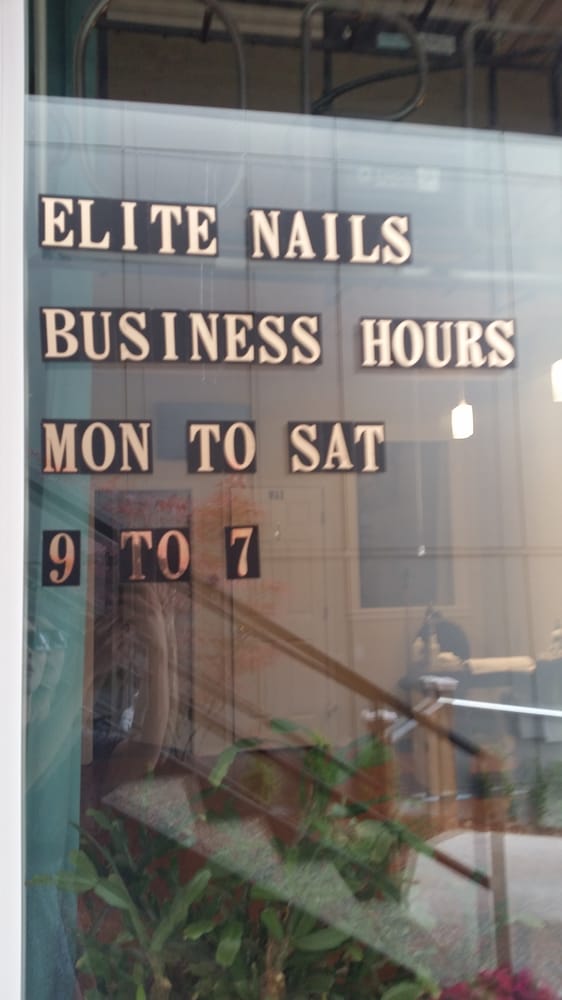 ELITE NAILS
BUSINESS HOURS
MON TO SAT
9 TO 7